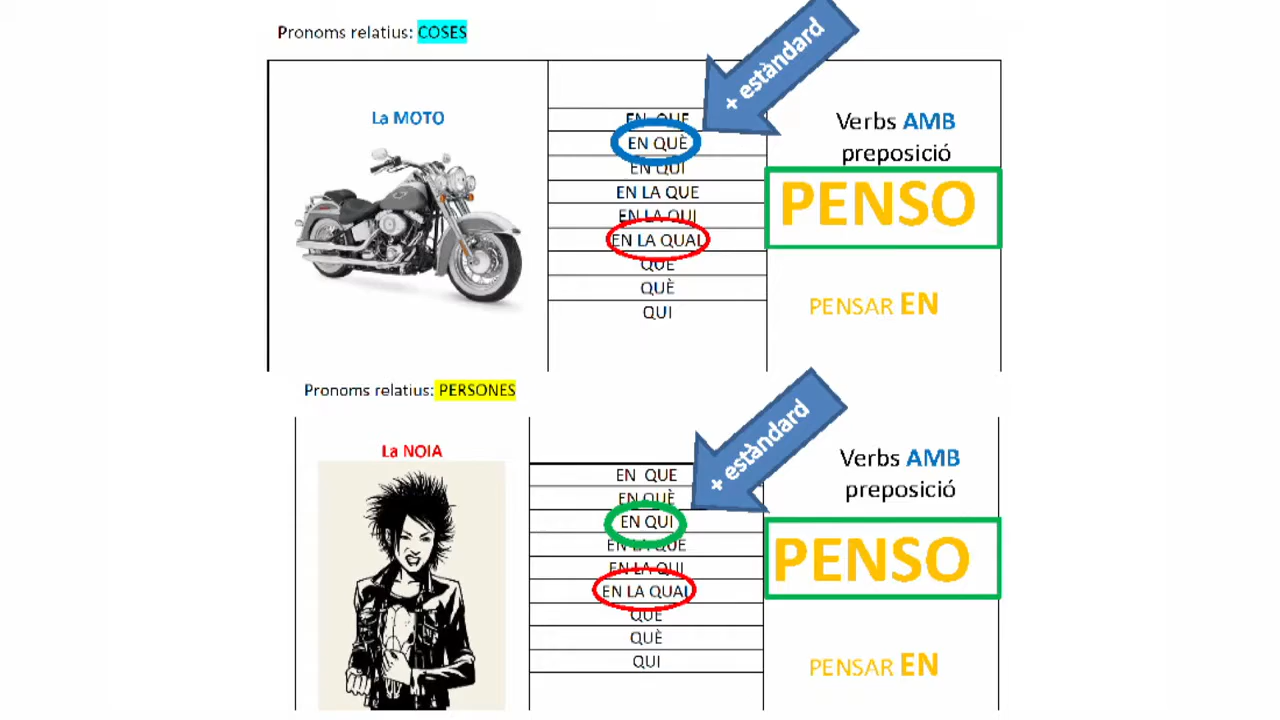 Pronoms relatius: COSES
La MOTO
EN QUE
EN QUÈ
EN QUI
EN LA QUE
EN LA QUI
EN LA QUAL
QUE
QUÈ
QUI
+ estàndard
Verbs AMB
preposició
PENSO
PENSAR EN
Pronoms relatius: PERSONES
La NOIA
EN QUE
EN QUÈ
EN QUI
EN LA QUE
EN LA QUI
EN LA QUAL
QUE
QUÈ
QUI
+ estàndard
Verbs AMB
preposició
PENSO
PENSAR EN